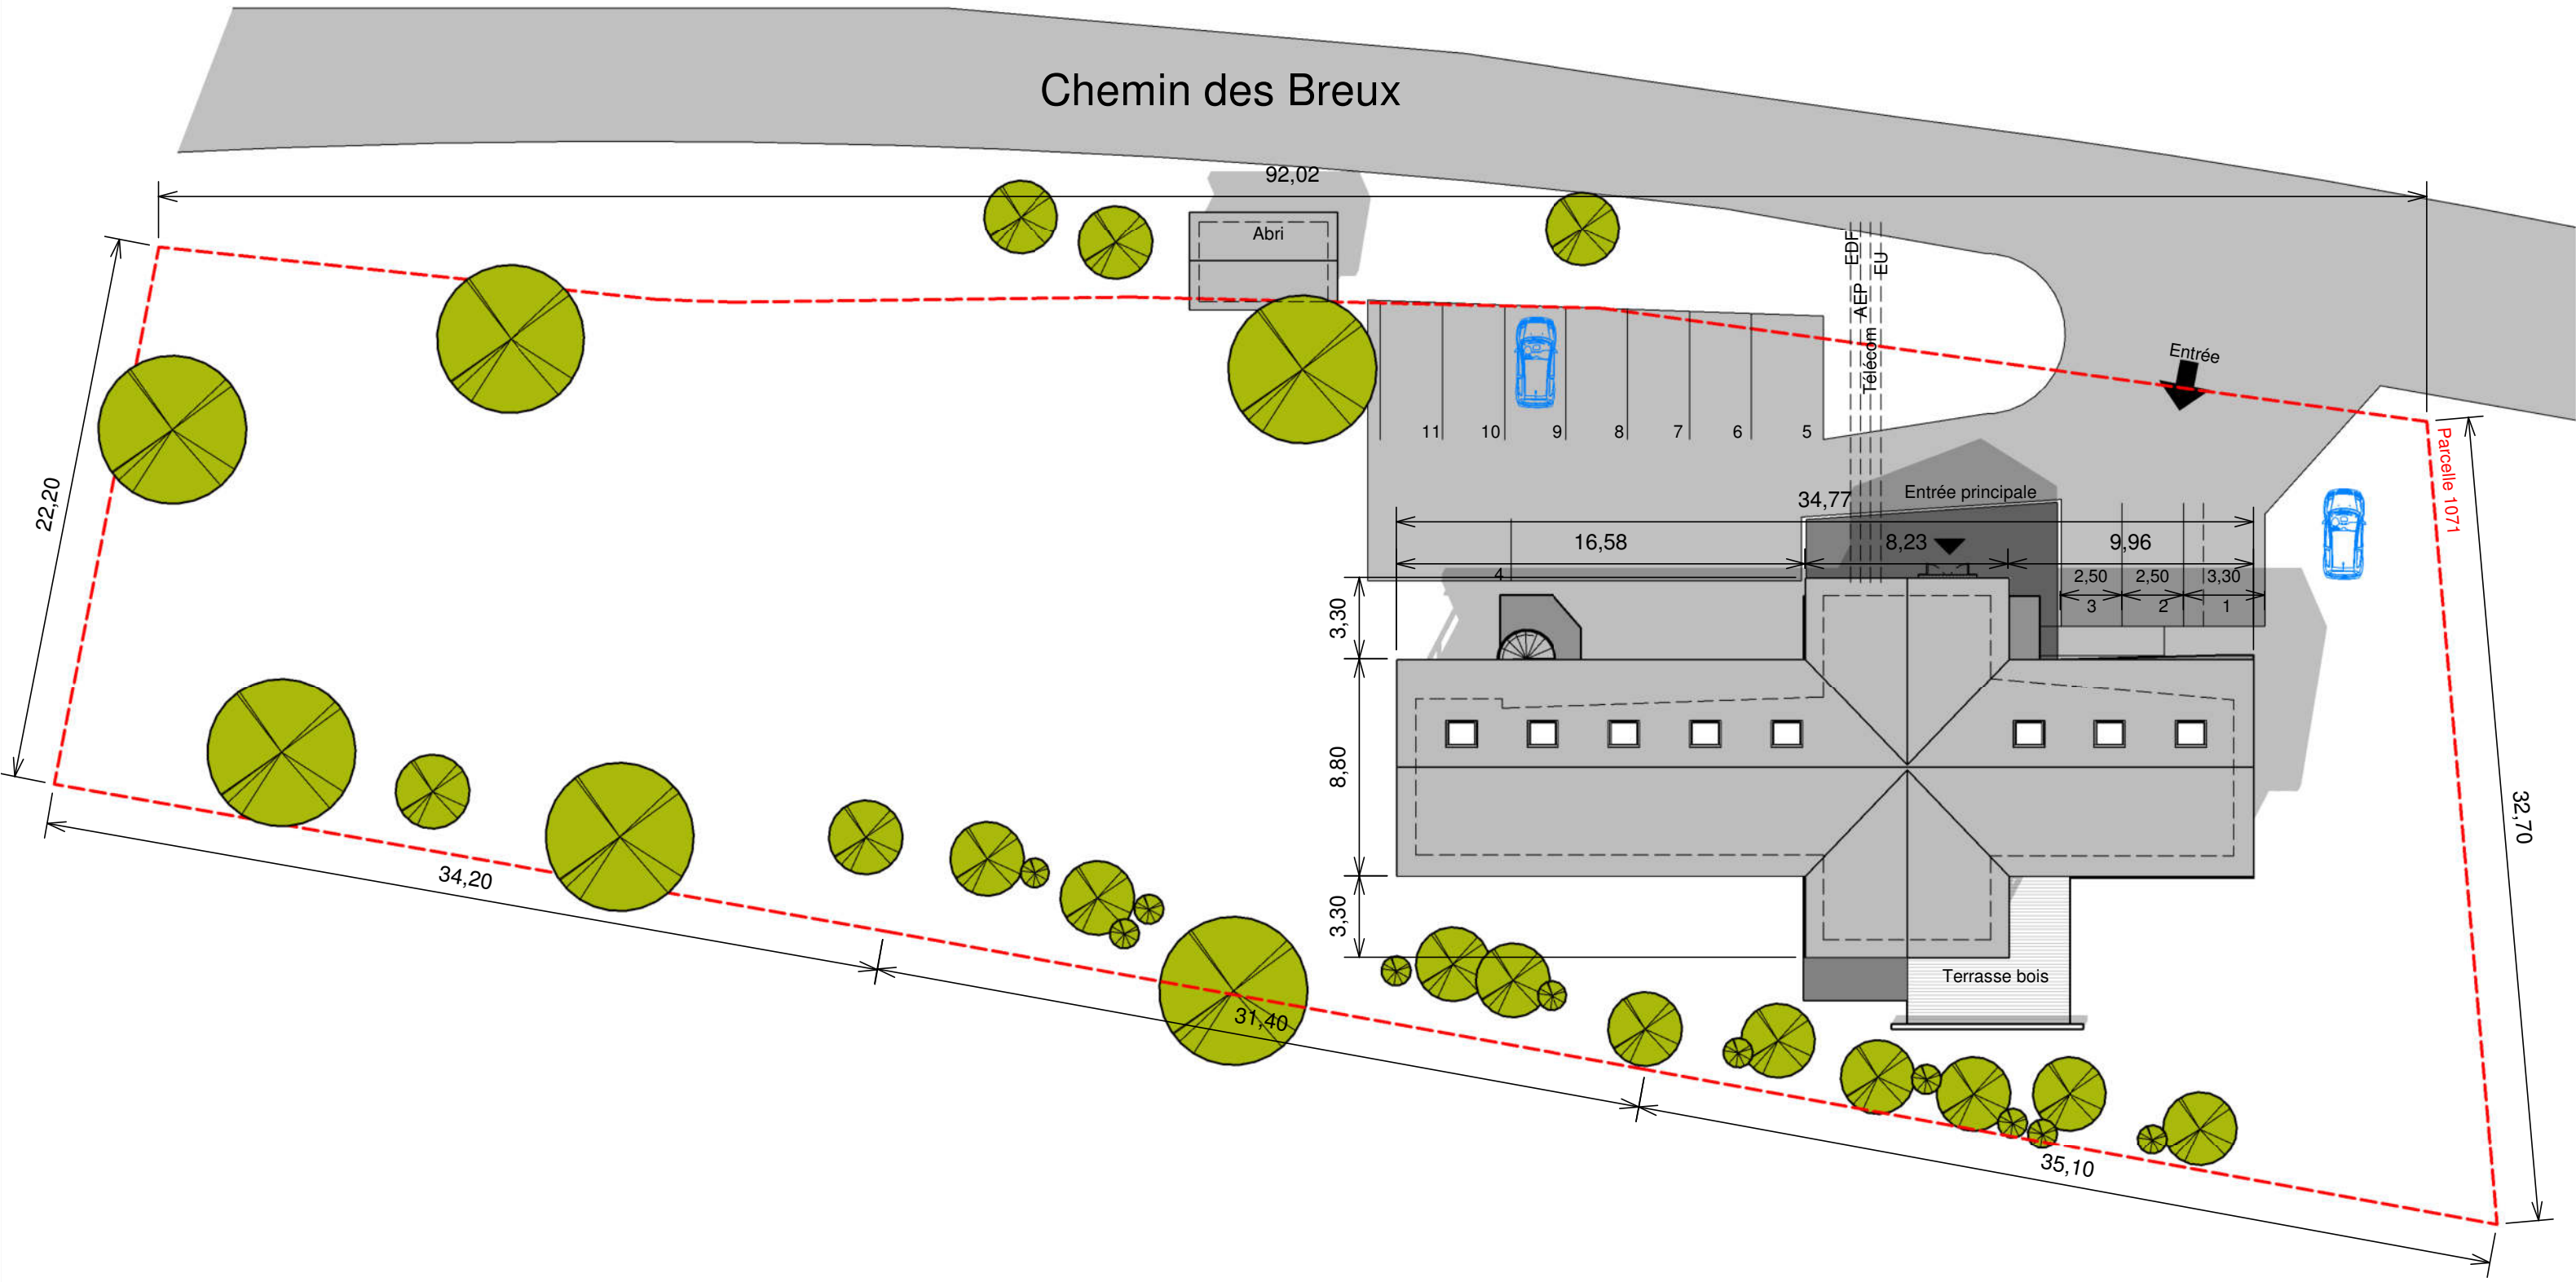 Chemin des Breux
92,02
Abri
EDF
AEP
EU
Télécom
Entrée
Parcelle 1071
11
10
9
8
7
6
5
22,20
34,77
Entrée principale
16,58
8,23
9,96
4
2,50
2,50
3,30
3
2
1
3,30
8,80
3,30
32,70
34,20
31,40
Terrasse bois
35,10